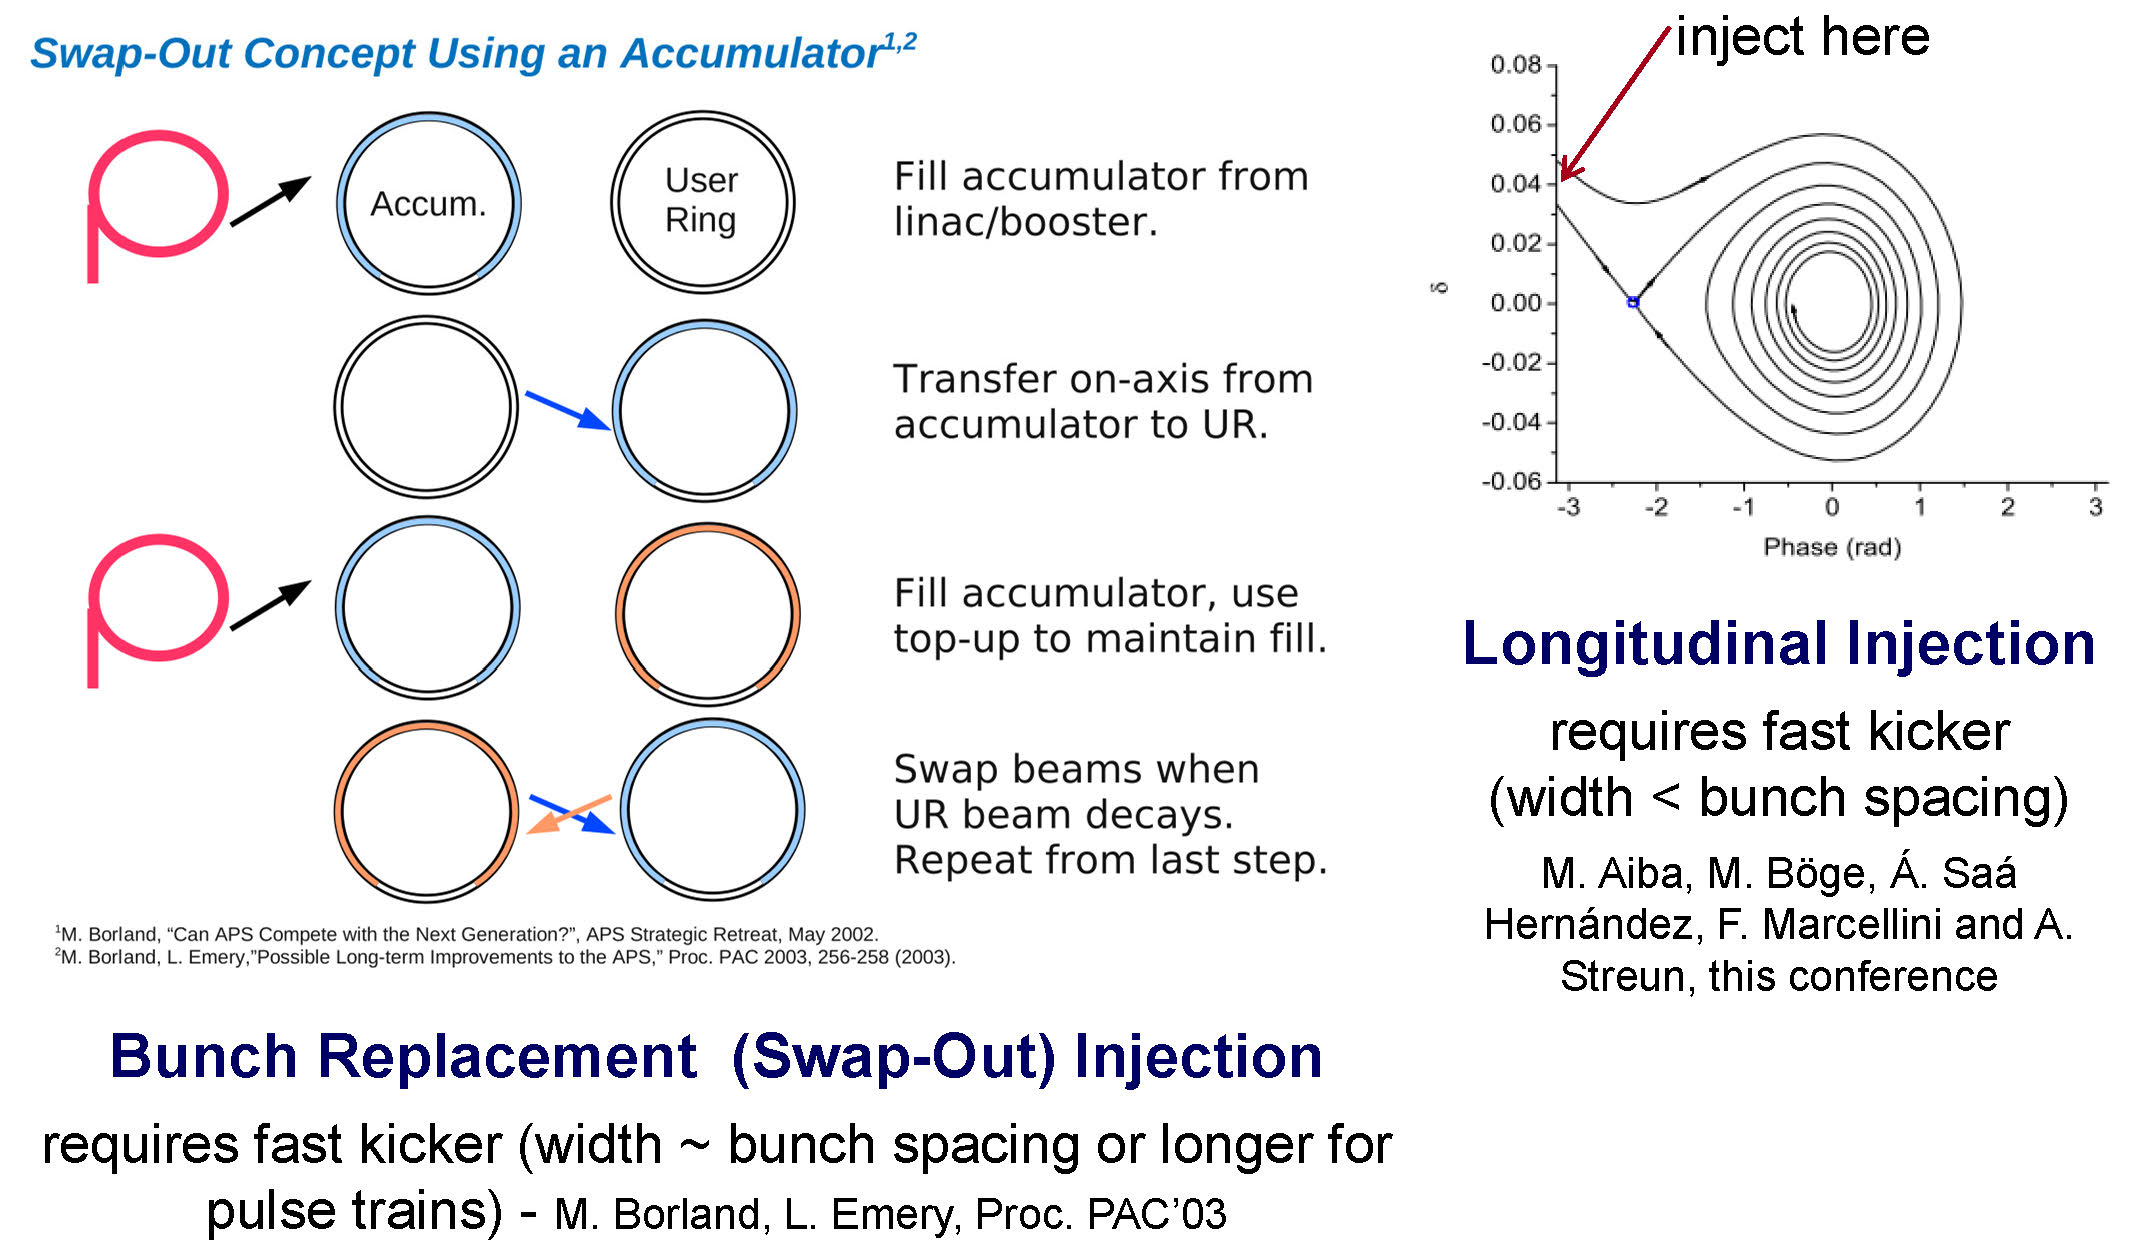 Swap-Out Concept Using an Accumulator1,2
Accum.
User
Ring
Fill accumulator from
linac/booster.
Transfer on-axis from
accumulator to UR.
Fill accumulator, use
top-up to maintain fill.
Swap beams when
UR beam decays.
Repeat from last step.
1M. Borland, “Can APS Compete with the Next Generation?”, APS Strategic Retreat, May 2002.
2M. Borland, L. Emery,”Possible Long-term Improvements to the APS,” Proc. PAC 2003, 256-258 (2003).
Bunch Replacement (Swap-Out) Injection
requires fast kicker (width ~ bunch spacing or longer for
pulse trains) - M. Borland, L. Emery, Proc. PAC’03
inject here
0.08
0.06
0.04
0.02
0.00
-0.02
-0.04
-0.06
δ
-3 -2 -1 0 1 2 3
Phase (rad)
Longitudinal Injection
requires fast kicker
(width < bunch spacing)
M. Aiba, M. Böge, Á. Saá
Hernández, F. Marcellini and A.
Streun, this conference